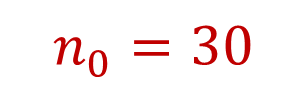 n₀ = 30